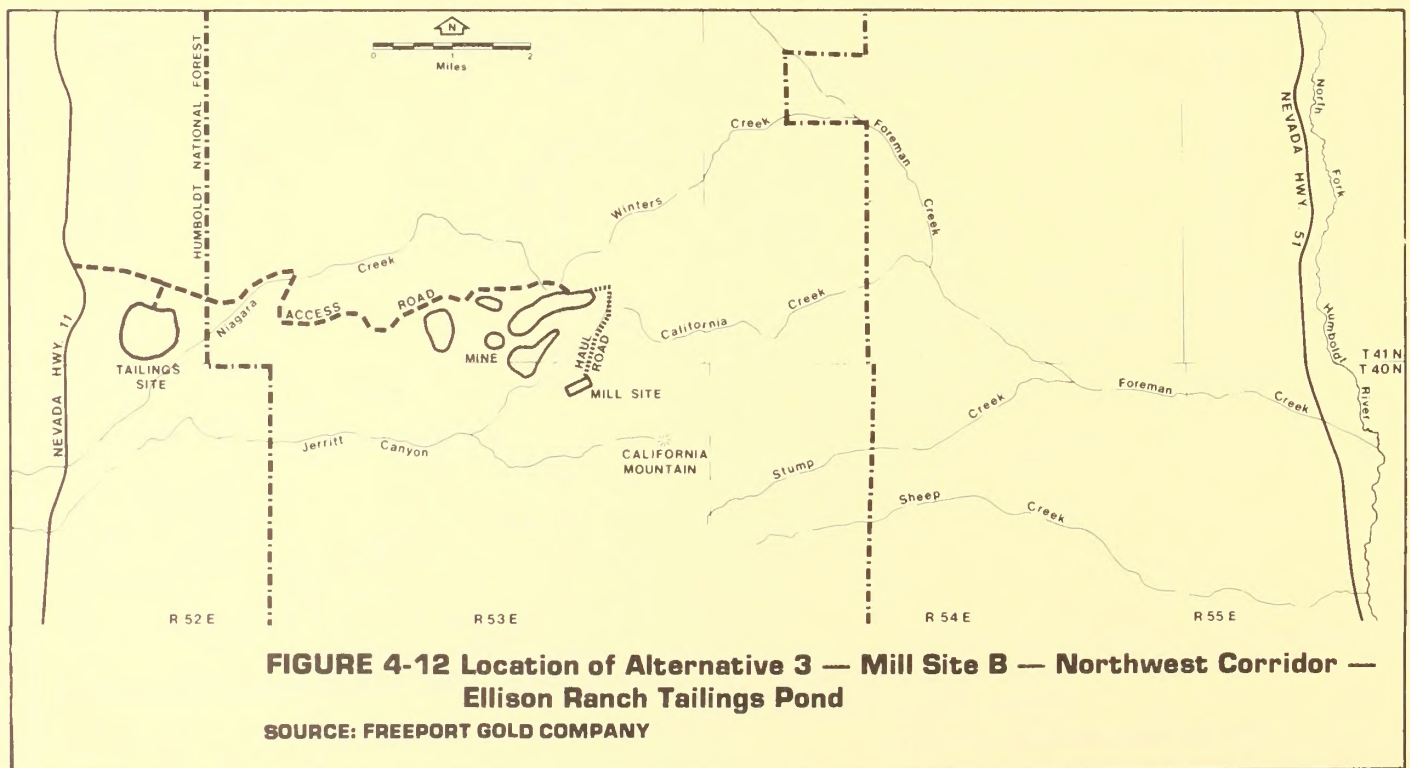 N
0 1 2
Miles
HUMBOLDT NATIONAL FOREST
NEVADA HWY. 11
NEVADA HWY. 51
North Fork Humboldt River
Foreman Creek
Winters Creek
Niagara Creek
ACCESS ROAD
California Creek
TAILINGS
SITE
MINE
HAUL
ROAD
MILL SITE
T 41 N
T 40 N
Foreman Creek
Jerritt Canyon
CALIFORNIA
MOUNTAIN
Stump Creek
Sheep Creek
R 52 E
R 53 E
R 54 E
R 55 E
FIGURE 4-12 Location of Alternative 3 — Mill Site B — Northwest Corridor —
Ellison Ranch Tailings Pond
SOURCE: FREEPORT GOLD COMPANY